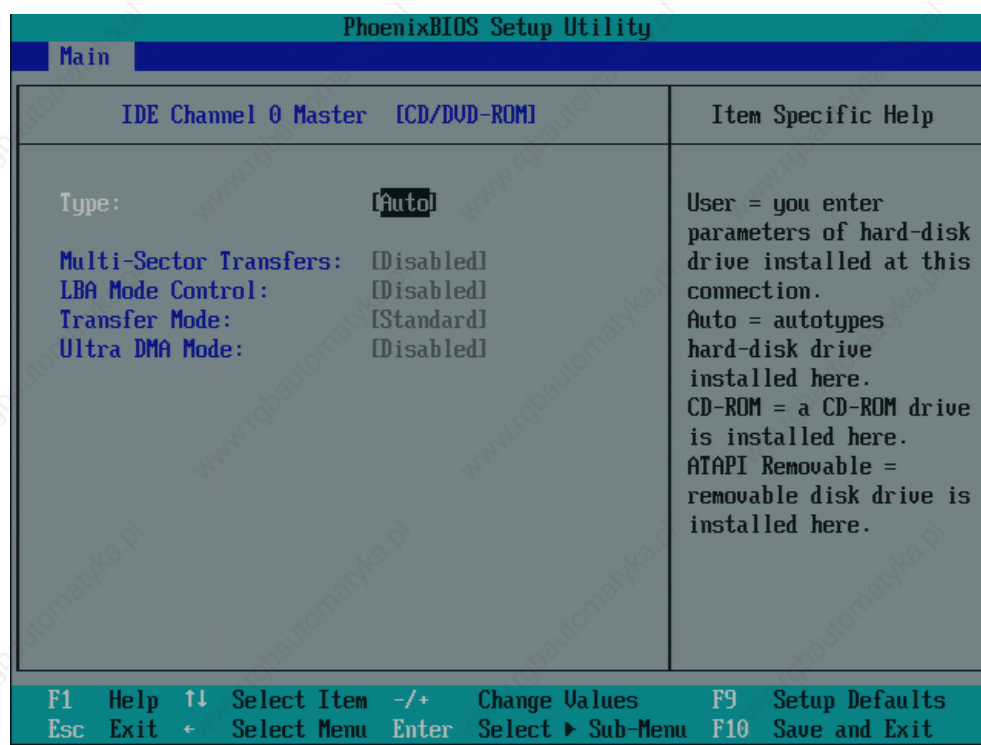 PhoenixBIOS Setup Utility
Main
IDE Channel 0 Master [CD/DVD-ROM]
Item Specific Help
Type: [Auto]
Multi-Sector Transfers: [Disabled]
LBA Mode Control: [Disabled]
Transfer Mode: [Standard]
Ultra DMA Mode: [Disabled]
User = you enter
parameters of hard-disk
drive installed at this
connection.
Auto = autotypes
hard-disk drive
installed here.
CD-ROM = a CD-ROM drive
is installed here.
ATAPI Removable =
removable disk drive is
installed here.
F1 Help ↑↓ Select Item -/+ Change Values F9 Setup Defaults
Esc Exit ← Select Menu Enter Select ▶ Sub-Menu F10 Save and Exit
www.rgbautomatyka.pl